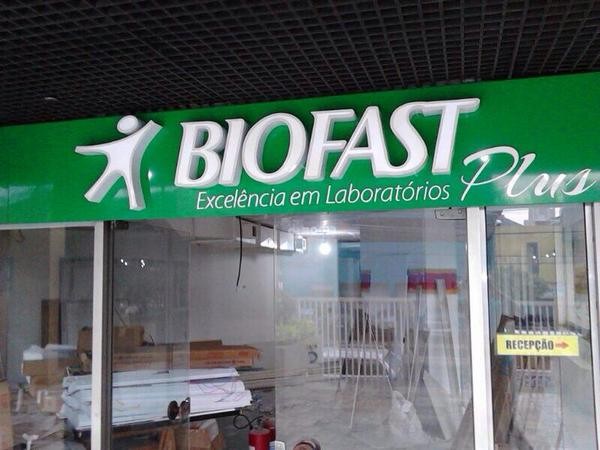 BIOFAST
Excelência em Laboratórios
Plus
RECEPÇÃO